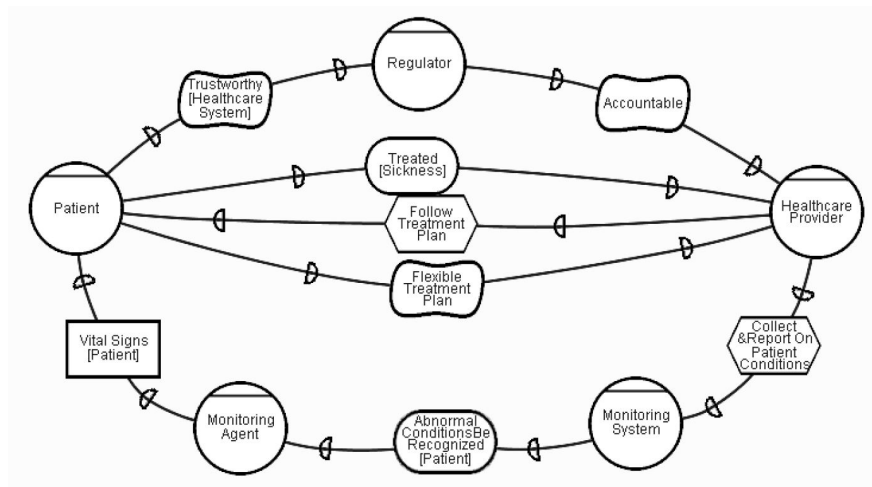 Regulator
Trustworthy
[Healthcare
System]
Accountable
Treated
[Sickness]
Patient
Follow
Treatment
Plan
Healthcare
Provider
Flexible
Treatment
Plan
Vital Signs
[Patient]
Collect
&Report On
Patient
Conditions
Monitoring
Agent
Abnormal
ConditionsBe
Recognized
[Patient]
Monitoring
System